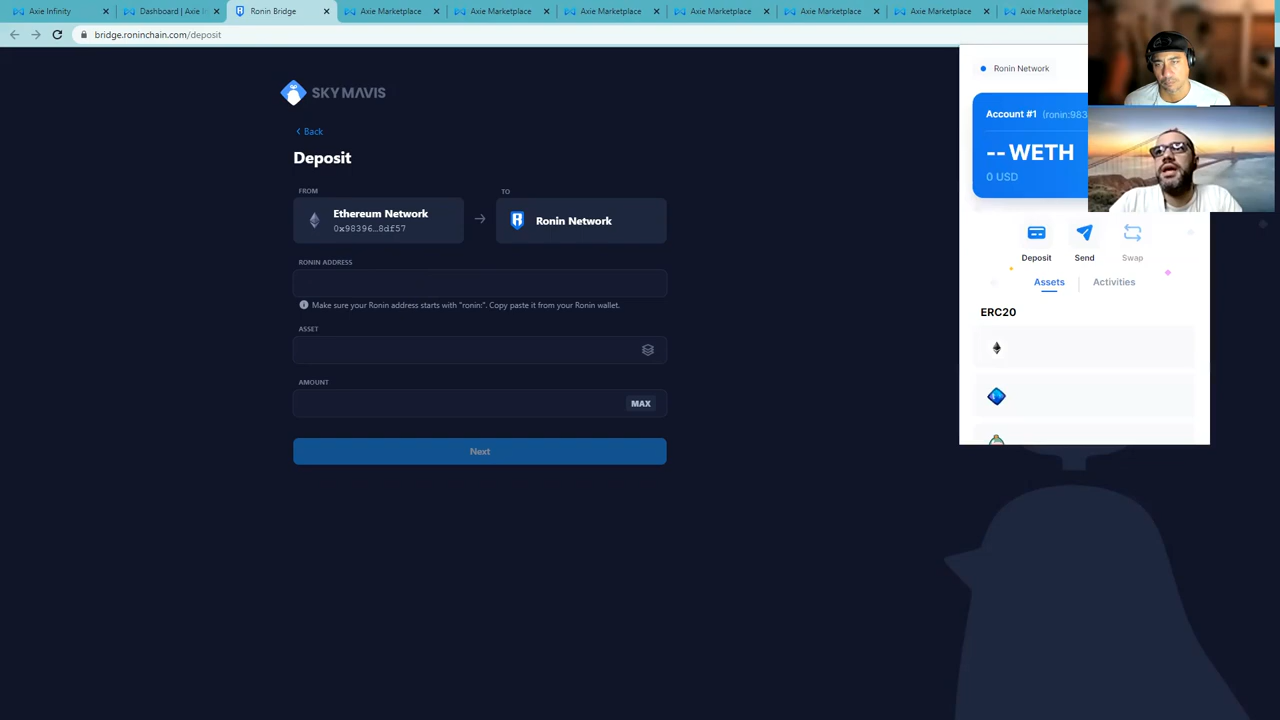 Axie Infinity
Dashboard | Axie I
Ronin Bridge
Axie Marketplace
Axie Marketplace
Axie Marketplace
Axie Marketplace
Axie Marketplace
Axie Marketplace
Axie Marketplace
bridge.roninchain.com/deposit
SKY MAVIS
Back
Deposit
FROM
TO
Ethereum Network
0x98396...8df57
Ronin Network
RONIN ADDRESS
Make sure your Ronin address starts with "ronin:". Copy paste it from your Ronin wallet.
ASSET
AMOUNT
MAX
Next
Ronin Network
Account #1 (ronin:983
-- WETH
0 USD
Deposit
Send
Swap
Assets
Activities
ERC20